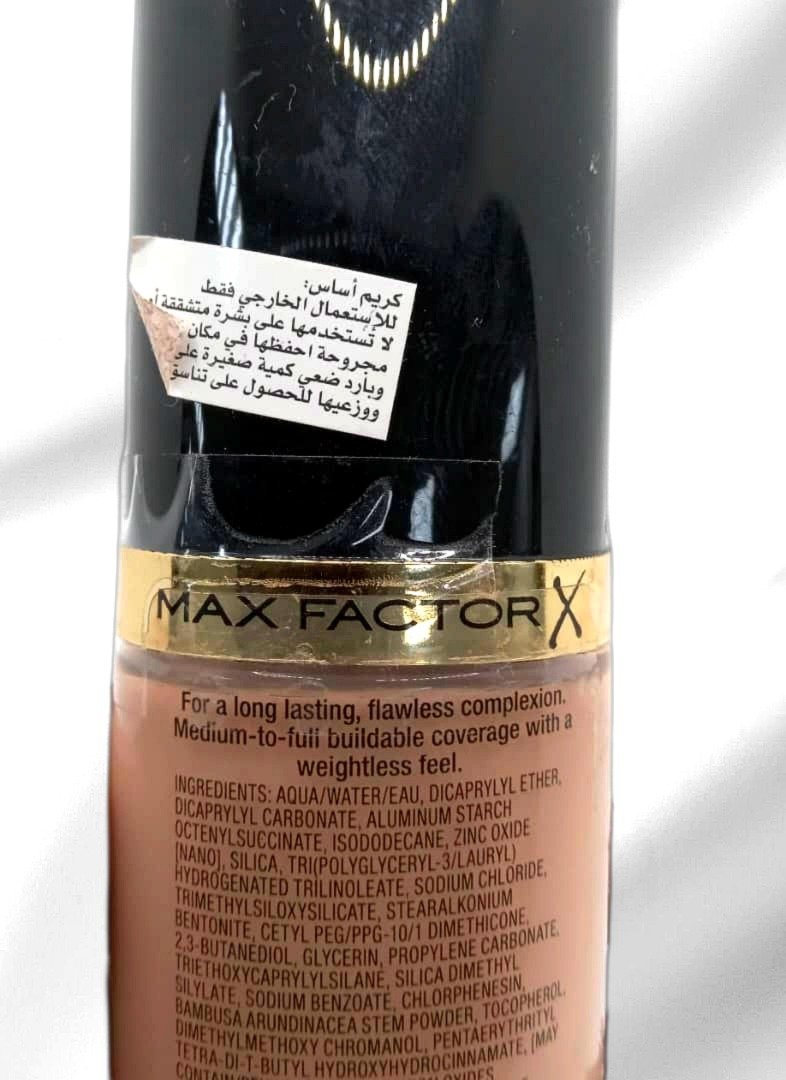 كريم أساس:
للإستعمال الخارجي فقط
لا تستخدمها على بشرة متشققة أو
مجروحة احفظها في مكان
وبارد ضعي كمية صغيرة على
ووزعيها للحصول على تناسق
MAX FACTOR X
For a long lasting, flawless complexion.
Medium-to-full buildable coverage with a
weightless feel.
INGREDIENTS: AQUA/WATER/EAU, DICAPRYLYL ETHER,
DICAPRYLYL CARBONATE, ALUMINUM STARCH
OCTENYLSUCCINATE, ISODODECANE, ZINC OXIDE
[NANO], SILICA, TRI(POLYGLYCERYL-3/LAURYL)
HYDROGENATED TRILINOLEATE, SODIUM CHLORIDE,
TRIMETHYLSILOXYSILICATE, STEARALKONIUM
BENTONITE, CETYL PEG/PPG-10/1 DIMETHICONE,
2,3-BUTANEDIOL, GLYCERIN, PROPYLENE CARBONATE,
TRIETHOXYCAPRYLYLSILANE, SILICA DIMETHYL
SILYLATE, SODIUM BENZOATE, CHLORPHENESIN,
BAMBUSA ARUNDINACEA STEM POWDER, TOCOPHEROL,
DIMETHYLMETHOXY CHROMANOL, PENTAERYTHRITYL
TETRA-DI-T-BUTYL HYDROXYHYDROCINNAMATE, [MAY